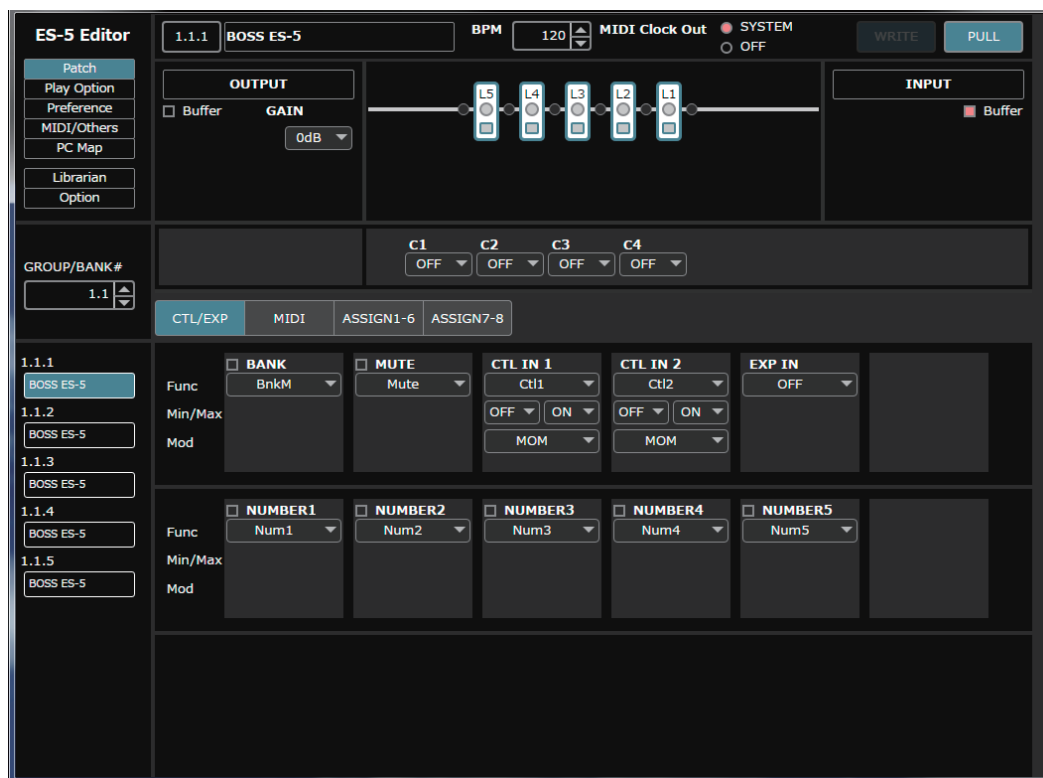 ES-5 Editor
1.1.1 BOSS ES-5 BPM 120 MIDI Clock Out SYSTEM
OFF
WRITE PULL
Patch
Play Option
Preference
MIDI/Others
PC Map
Librarian
Option
OUTPUT
Buffer GAIN
0dB
L5 L4 L3 L2 L1
INPUT
Buffer
GROUP/BANK#
1.1
C1 C2 C3 C4
OFF OFF OFF OFF
CTL/EXP MIDI ASSIGN1-6 ASSIGN7-8
1.1.1
BOSS ES-5
1.1.2
BOSS ES-5
1.1.3
BOSS ES-5
1.1.4
BOSS ES-5
1.1.5
BOSS ES-5
BANK MUTE CTL IN 1 CTL IN 2 EXP IN
Func BnkM Mute Ctl1 Ctl2 OFF
Min/Max OFF ON OFF ON
Mod MOM MOM
NUMBER1 NUMBER2 NUMBER3 NUMBER4 NUMBER5
Func Num1 Num2 Num3 Num4 Num5
Min/Max
Mod